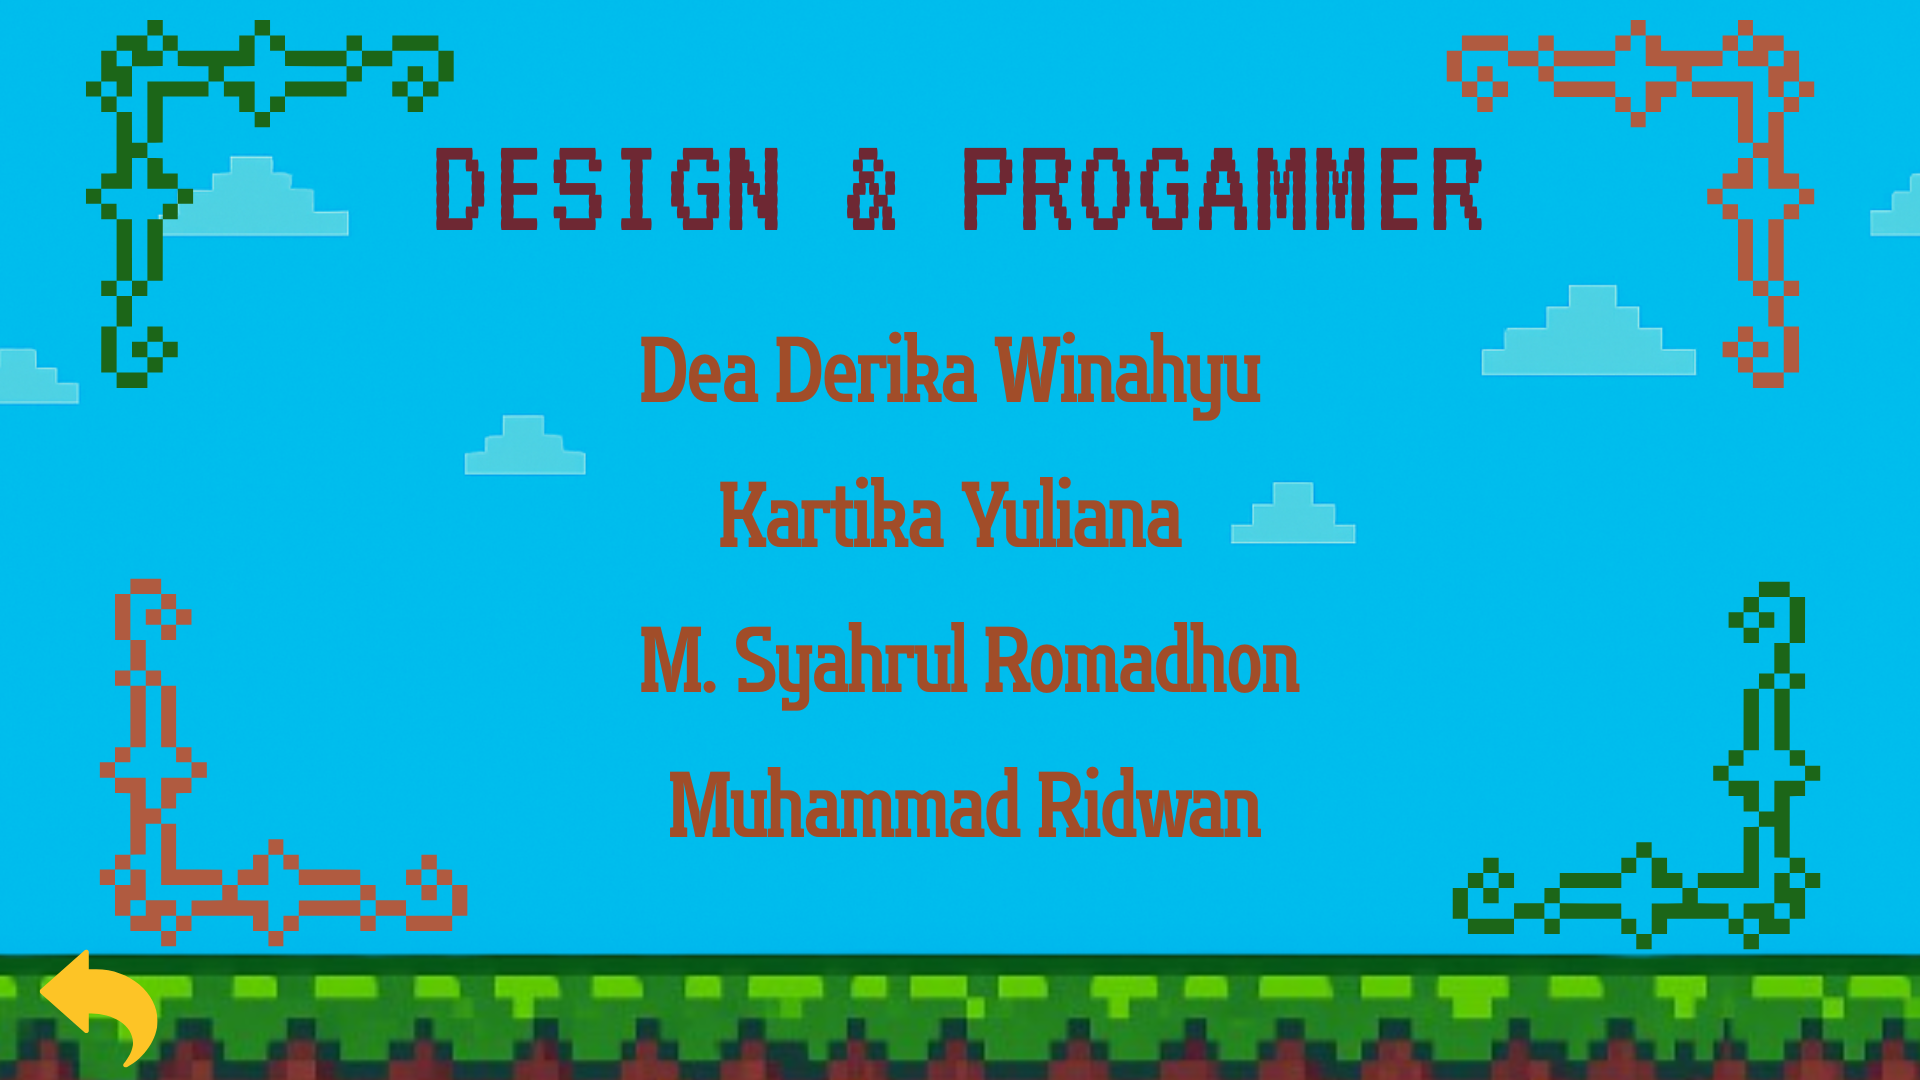 DESIGN & PROGAMMER
Dea Derika Winahyu
Kartika Yuliana
M. Syahrul Romadhon
Muhammad Ridwan